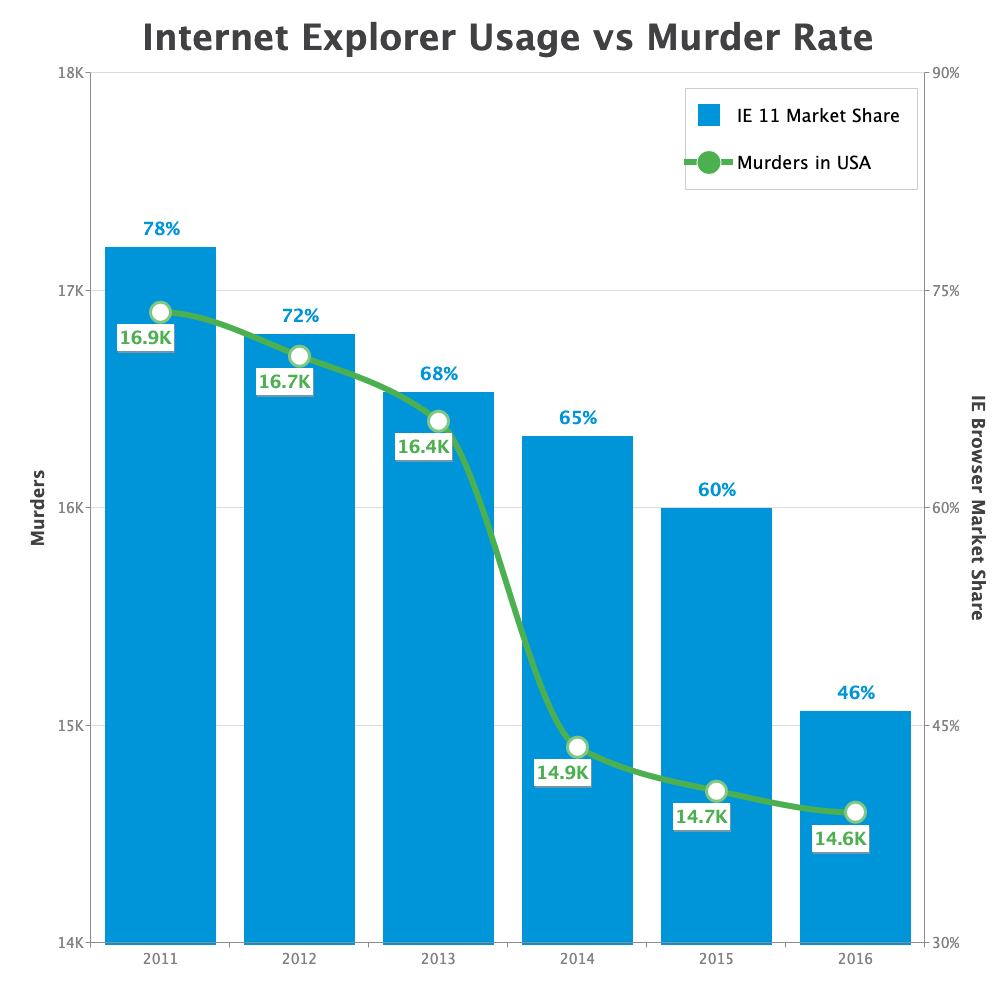 Internet Explorer Usage vs Murder Rate
18K
90%
IE 11 Market Share
Murders in USA
78%
17K
75%
16.9K
72%
16.7K
68%
16.4K
65%
60%
16K
60%
Murders
IE Browser Market Share
46%
15K
45%
14.9K
14.7K
14.6K
14K
30%
2011 2012 2013 2014 2015 2016